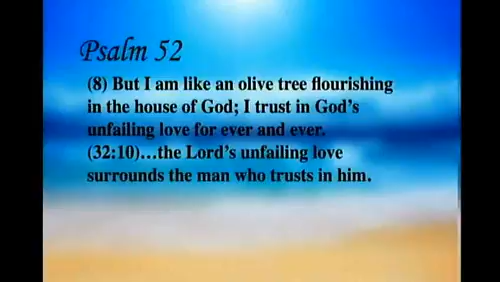 Psalm 52
(8) But I am like an olive tree flourishing
in the house of God; I trust in God's
unfailing love for ever and ever.
(32:10)...the Lord's unfailing love
surrounds the man who trusts in him.